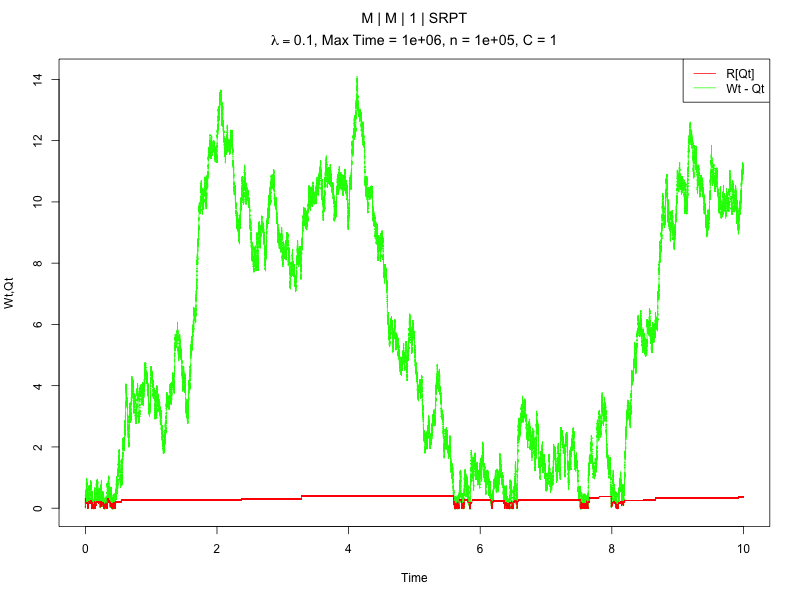 M | M | 1 | SRPT
λ = 0.1, Max Time = 1e+06, n = 1e+05, C = 1
R[Qt]
Wt - Qt
14
12
10
8
6
4
2
0
Wt,Qt
0 2 4 6 8 10
Time